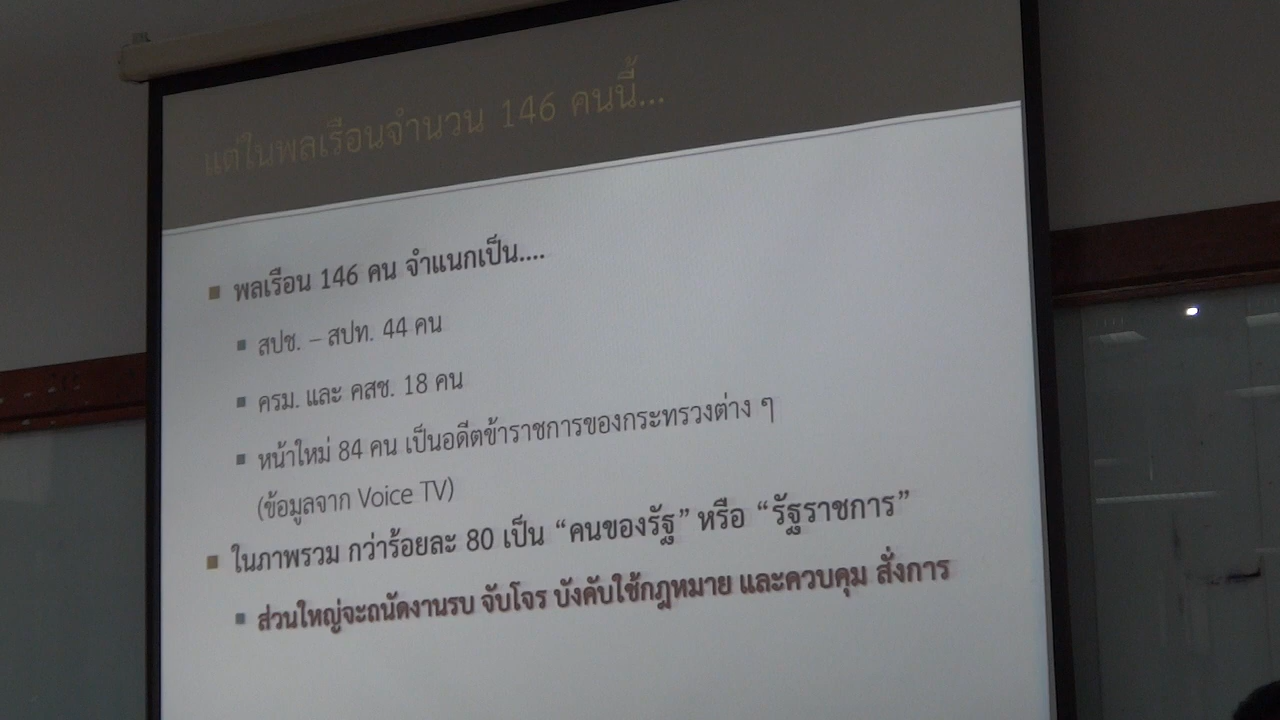 แต่ในพลเรือนจำนวน 146 คนนี้...
พลเรือน 146 คน จำแนกเป็น....
สปช. – สปท. 44 คน
ครม. และ คสช. 18 คน
หน้าใหม่ 84 คน เป็นอดีตข้าราชการของกระทรวงต่าง ๆ
(ข้อมูลจาก Voice TV)
ในภาพรวม กว่าร้อยละ 80 เป็น “คนของรัฐ” หรือ “รัฐราชการ”
ส่วนใหญ่จะถนัดงานรบ จับโจร บังคับใช้กฎหมาย และควบคุม สั่งการ